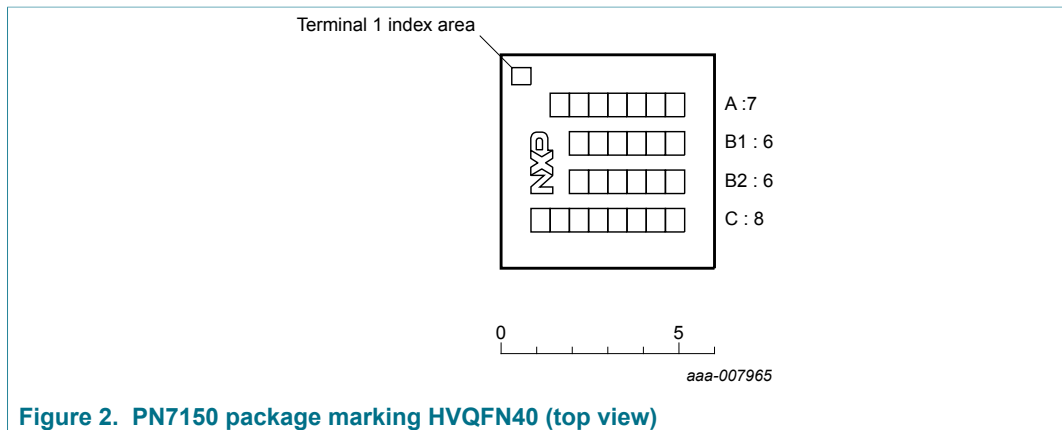 Terminal 1 index area
A :7
B1 : 6
NXP
B2 : 6
C : 8
0 5
aaa-007965
Figure 2. PN7150 package marking HVQFN40 (top view)